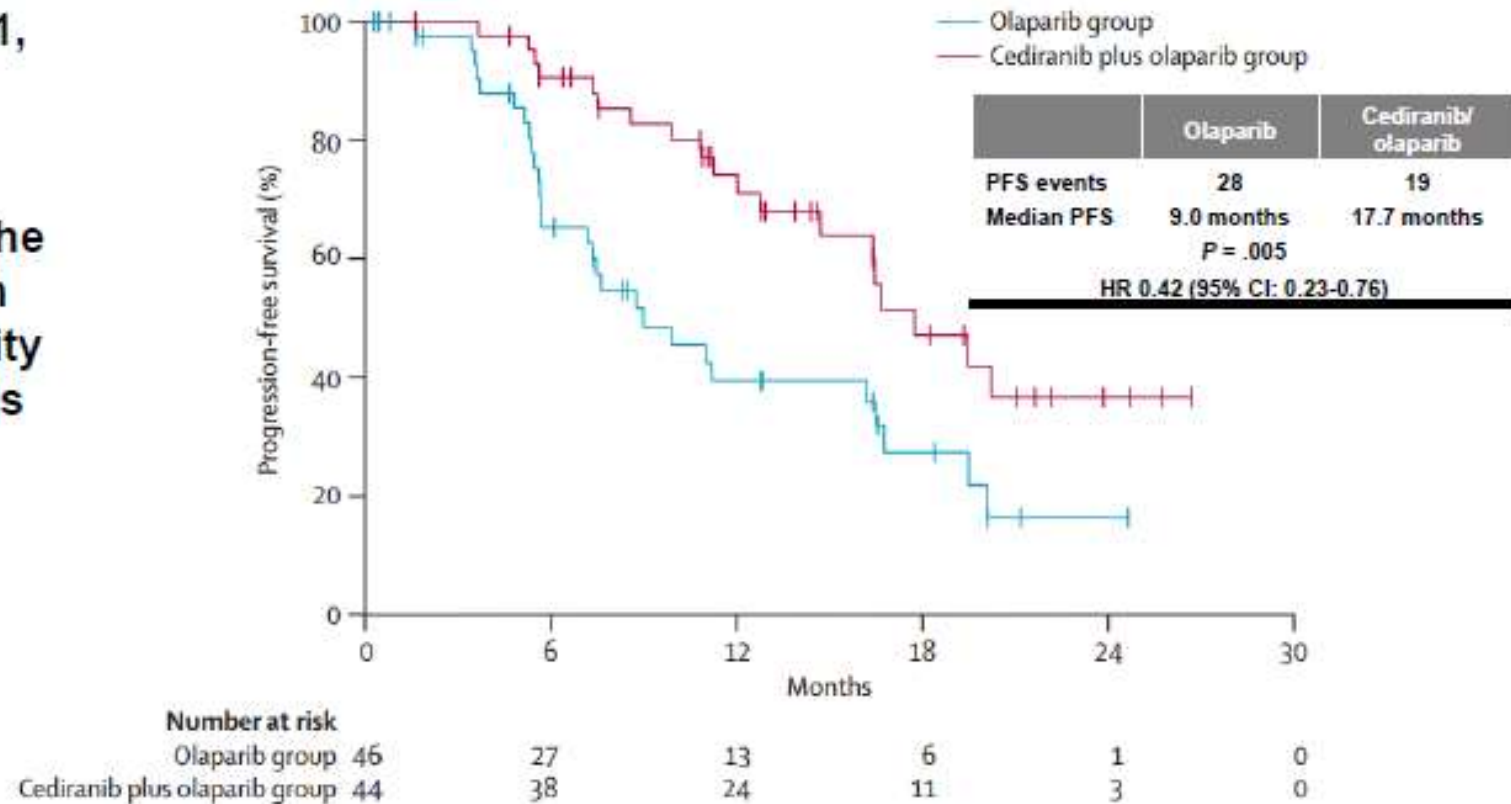 1,
he
n
ity
s
Olaparib group
Cediranib plus olaparib group
Olaparib Cediranib/
olaparib
PFS events 28 19
Median PFS 9.0 months 17.7 months
P = .005
HR 0.42 (95% CI: 0.23-0.76)
Progression-free survival (%)
100
80
60
40
20
0
0 6 12 18 24 30
Months
Number at risk
Olaparib group 46 27 13 6 1 0
Cediranib plus olaparib group 44 38 24 11 3 0